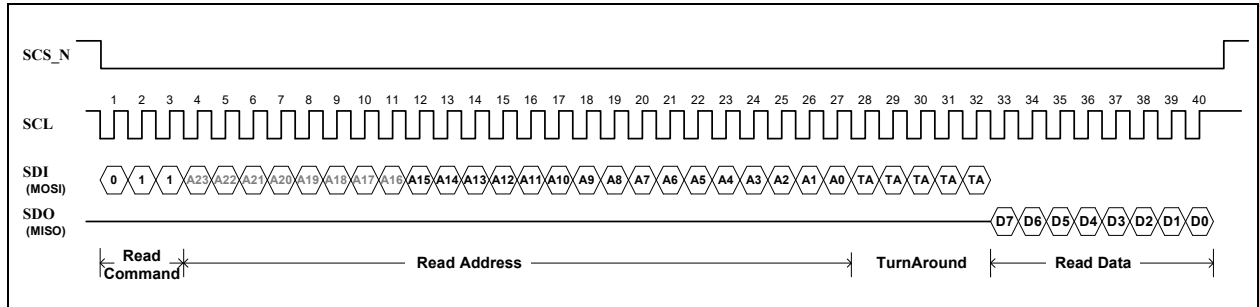 SCS_N
1 2 3 4 5 6 7 8 9 10 11 12 13 14 15 16 17 18 19 20 21 22 23 24 25 26 27 28 29 30 31 32 33 34 35 36 37 38 39 40
SCL
SDI
(MOSI)
0 1 1 A23 A22 A21 A20 A19 A18 A17 A16 A15 A14 A13 A12 A11 A10 A9 A8 A7 A6 A5 A4 A3 A2 A1 A0 TA TA TA TA TA
SDO
(MISO)
D7 D6 D5 D4 D3 D2 D1 D0
Read Command
Read Address
TurnAround
Read Data